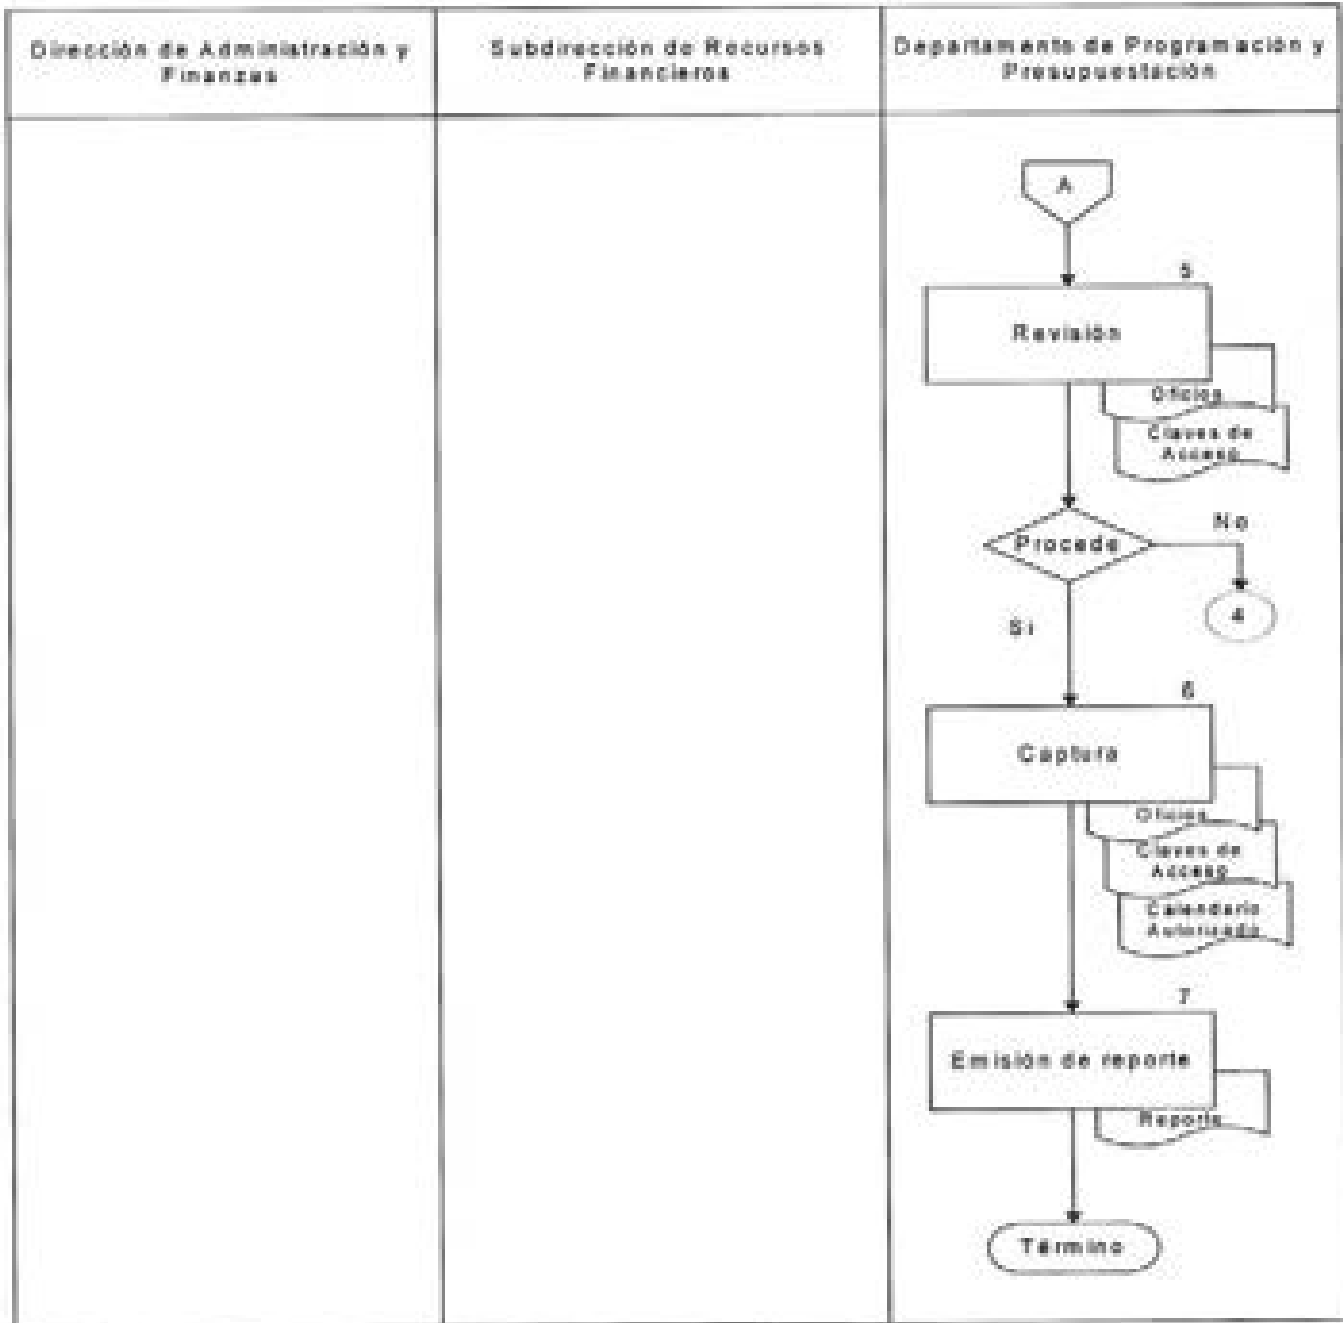 Dirección de Administración y
Finanzas
Subdirección de Recursos
Financieros
Departamento de Programación y
Presupuestación
A
5
Revisión
Oficios
Claves de
Acceso
Procede
No
4
Si
6
Captura
Oficios
Claves de
Acceso
Calendario
Autorizado
7
Emisión de reporte
Reporte
Término